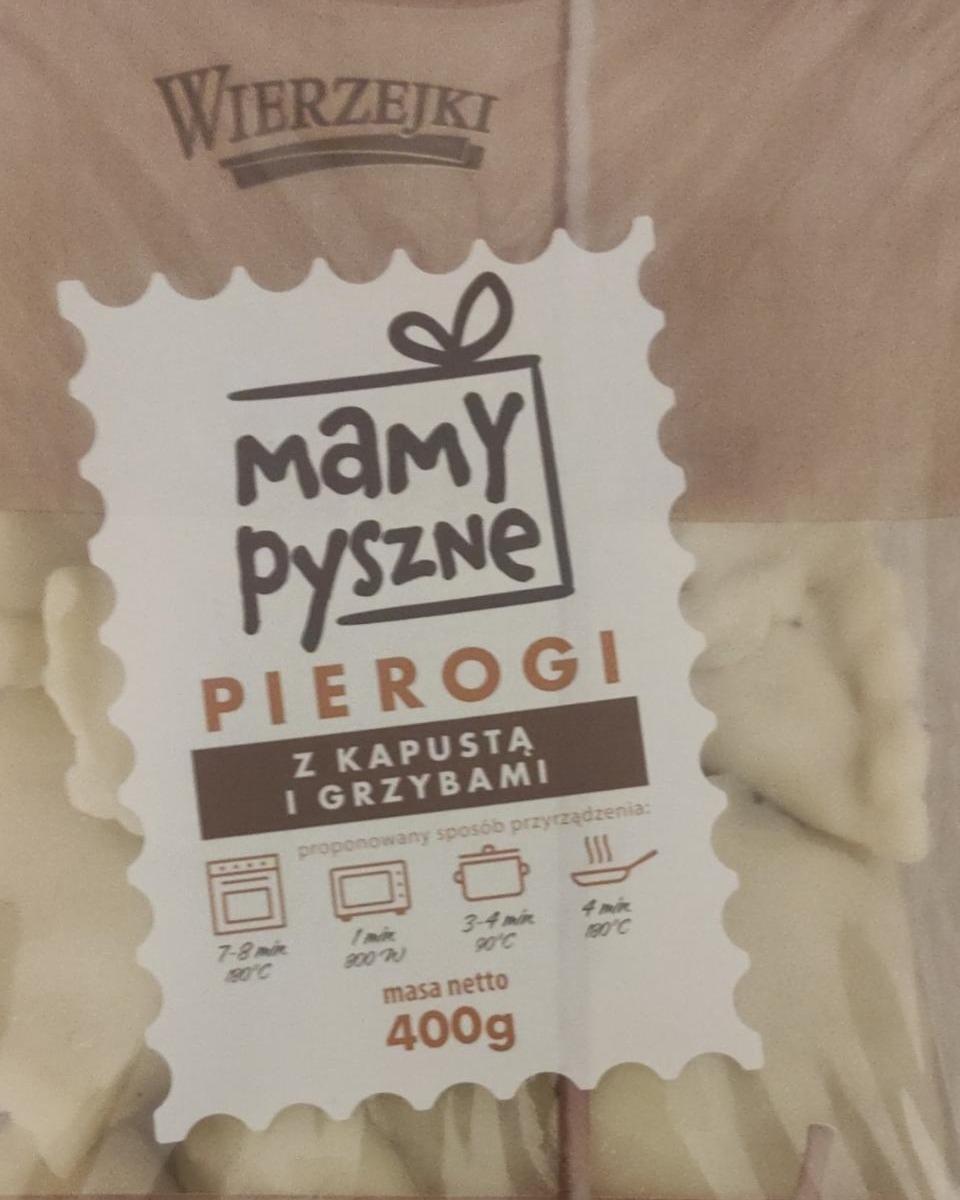 WIERZEJKI
mamy
pyszne
PIEROGI
Z KAPUSTĄ
I GRZYBAMI
proponowany sposób przyrządzenia:
7-8 min 1 min 3-4 min 4 min
180°C 800 W 90°C 180°C
masa netto
400g